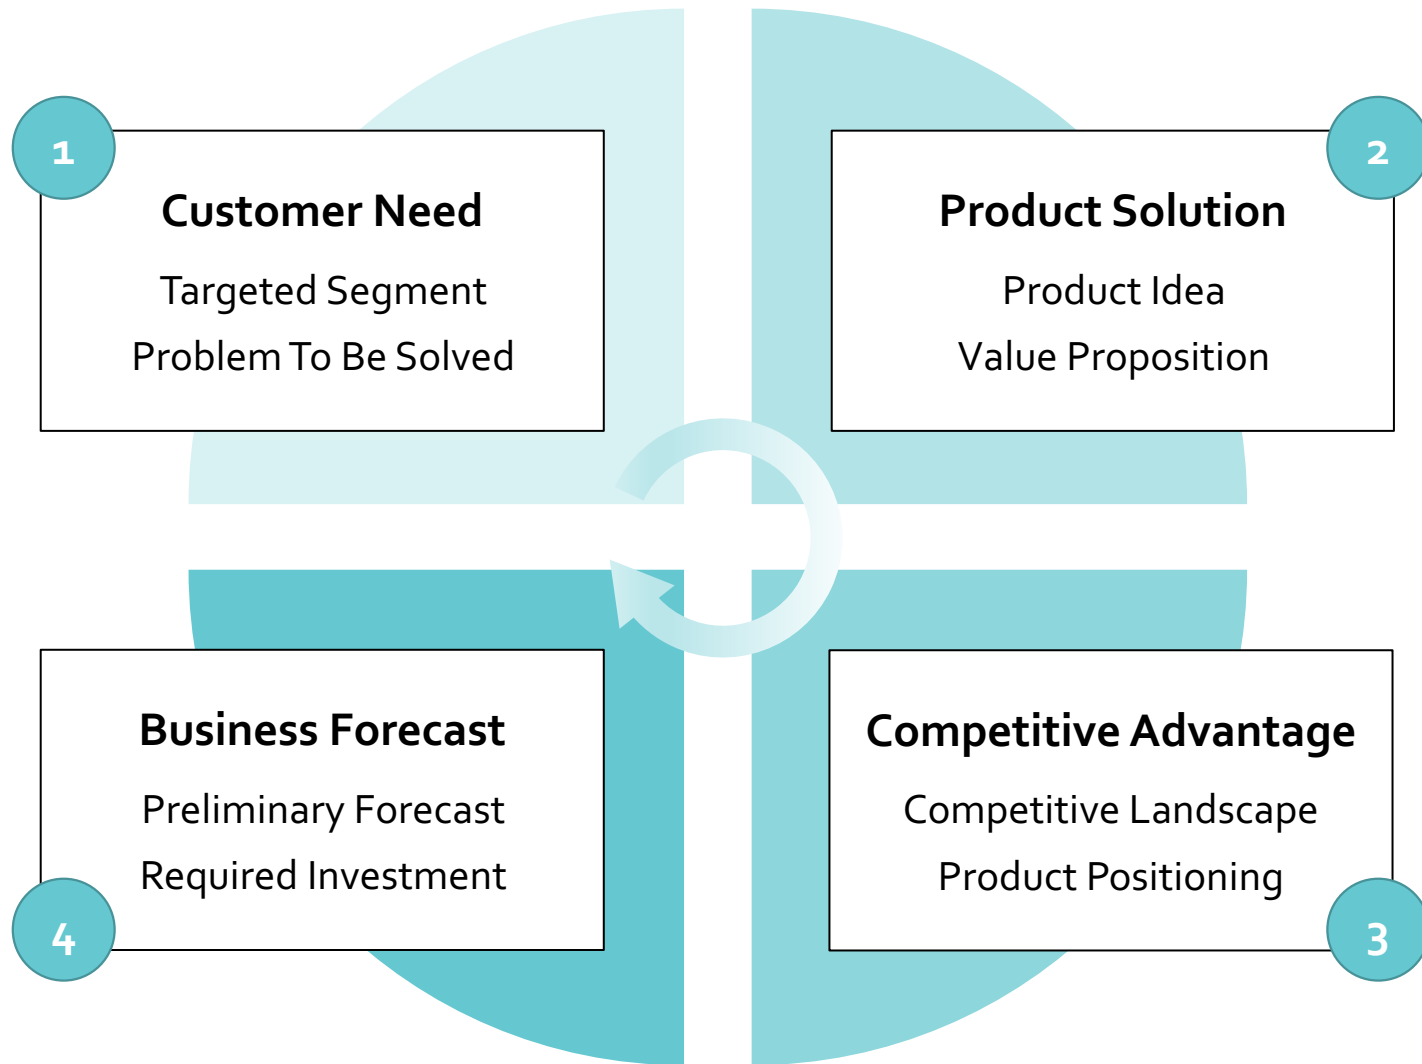 1
Customer Need
Targeted Segment
Problem To Be Solved
2
Product Solution
Product Idea
Value Proposition
Business Forecast
Preliminary Forecast
Required Investment
4
Competitive Advantage
Competitive Landscape
Product Positioning
3